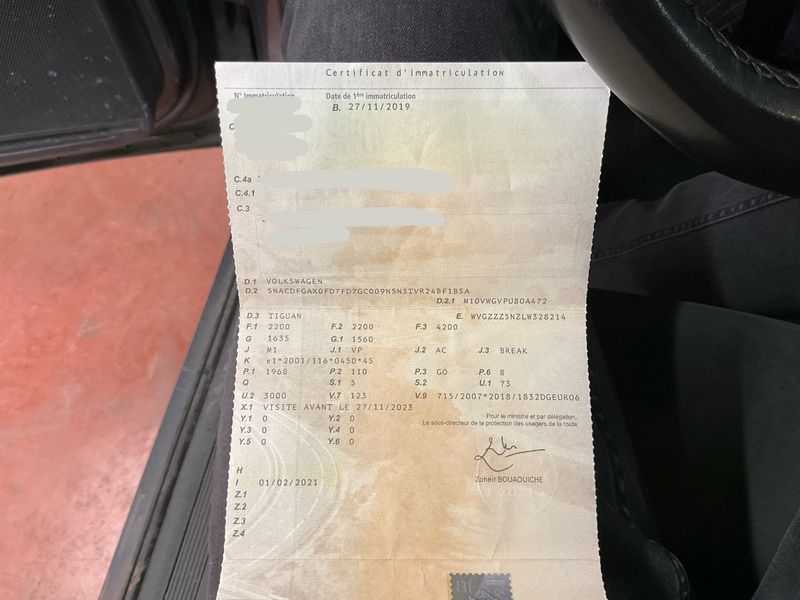 Certificat d'immatriculation
N° Immatriculation Date de 1ère immatriculation
B. 27/11/2019
C.4a
C.4.1
C.3
D.1 VOLKSWAGEN
D.2 5NACDFGAX0FD7FD7GC009N5N3TVR24BF1B5A
D.2.1 M10VWGVPU80A472
D.3 TIGUAN E. WVGZZZ5NZLW328214
F.1 2200 F.2 2200 F.3 4200
G 1635 G.1 1560
J M1 J.1 VP J.2 AC J.3 BREAK
K e1*2001/116*0450*45
P.1 1968 P.2 110 P.3 GO P.6 8
Q S.1 5 S.2 U.1 73
U.2 3000 V.7 123 V.9 715/2007*2018/1832DGEURO6
X.1 VISITE AVANT LE 27/11/2023
Y.1 0 Y.2 0
Y.3 0 Y.4 0
Y.5 0 Y.6 0
Pour le ministre et par délégation,
Le sous-directeur de la protection des usagers de la route
Zoheir BOUAOUICHE
H
I 01/02/2021
Z.1
Z.2
Z.3
Z.4